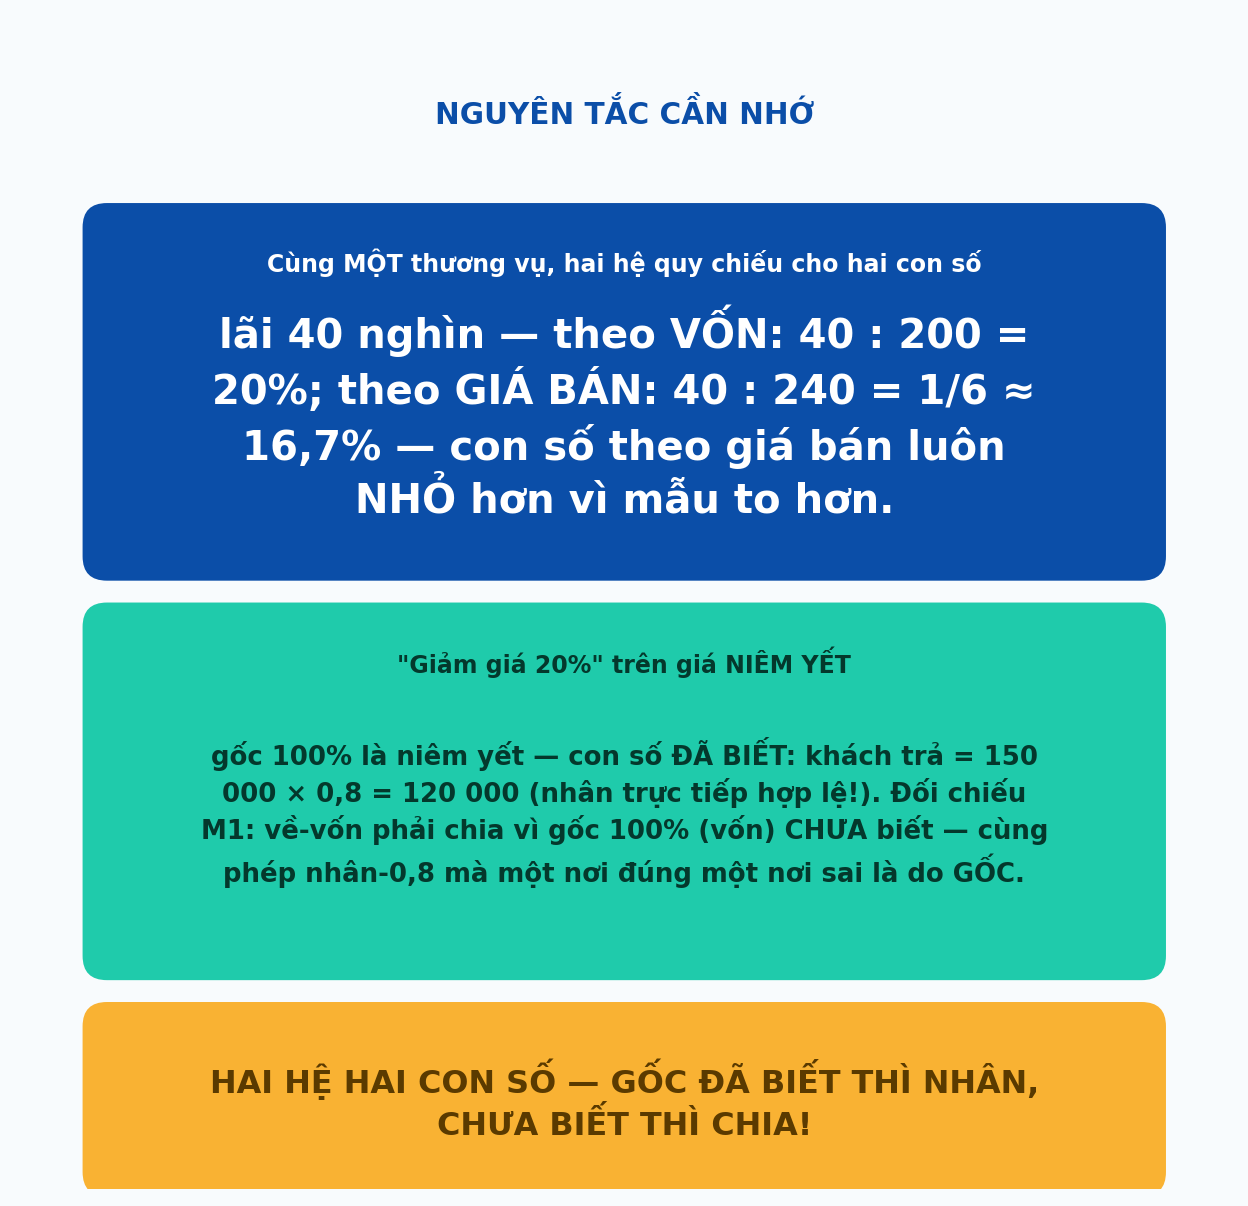 NGUYÊN TẮC CẦN NHỚ
Cùng MỘT thương vụ, hai hệ quy chiếu cho hai con số
lãi 40 nghìn — theo VỐN: 40 : 200 =
20%; theo GIÁ BÁN: 40 : 240 = 1/6 ≈
16,7% — con số theo giá bán luôn
NHỎ hơn vì mẫu to hơn.
"Giảm giá 20%" trên giá NIÊM YẾT
gốc 100% là niêm yết — con số ĐÃ BIẾT: khách trả = 150
000 × 0,8 = 120 000 (nhân trực tiếp hợp lệ!). Đối chiếu
M1: về-vốn phải chia vì gốc 100% (vốn) CHƯA biết — cùng
phép nhân-0,8 mà một nơi đúng một nơi sai là do GỐC.
HAI HỆ HAI CON SỐ — GỐC ĐÃ BIẾT THÌ NHÂN,
CHƯA BIẾT THÌ CHIA!